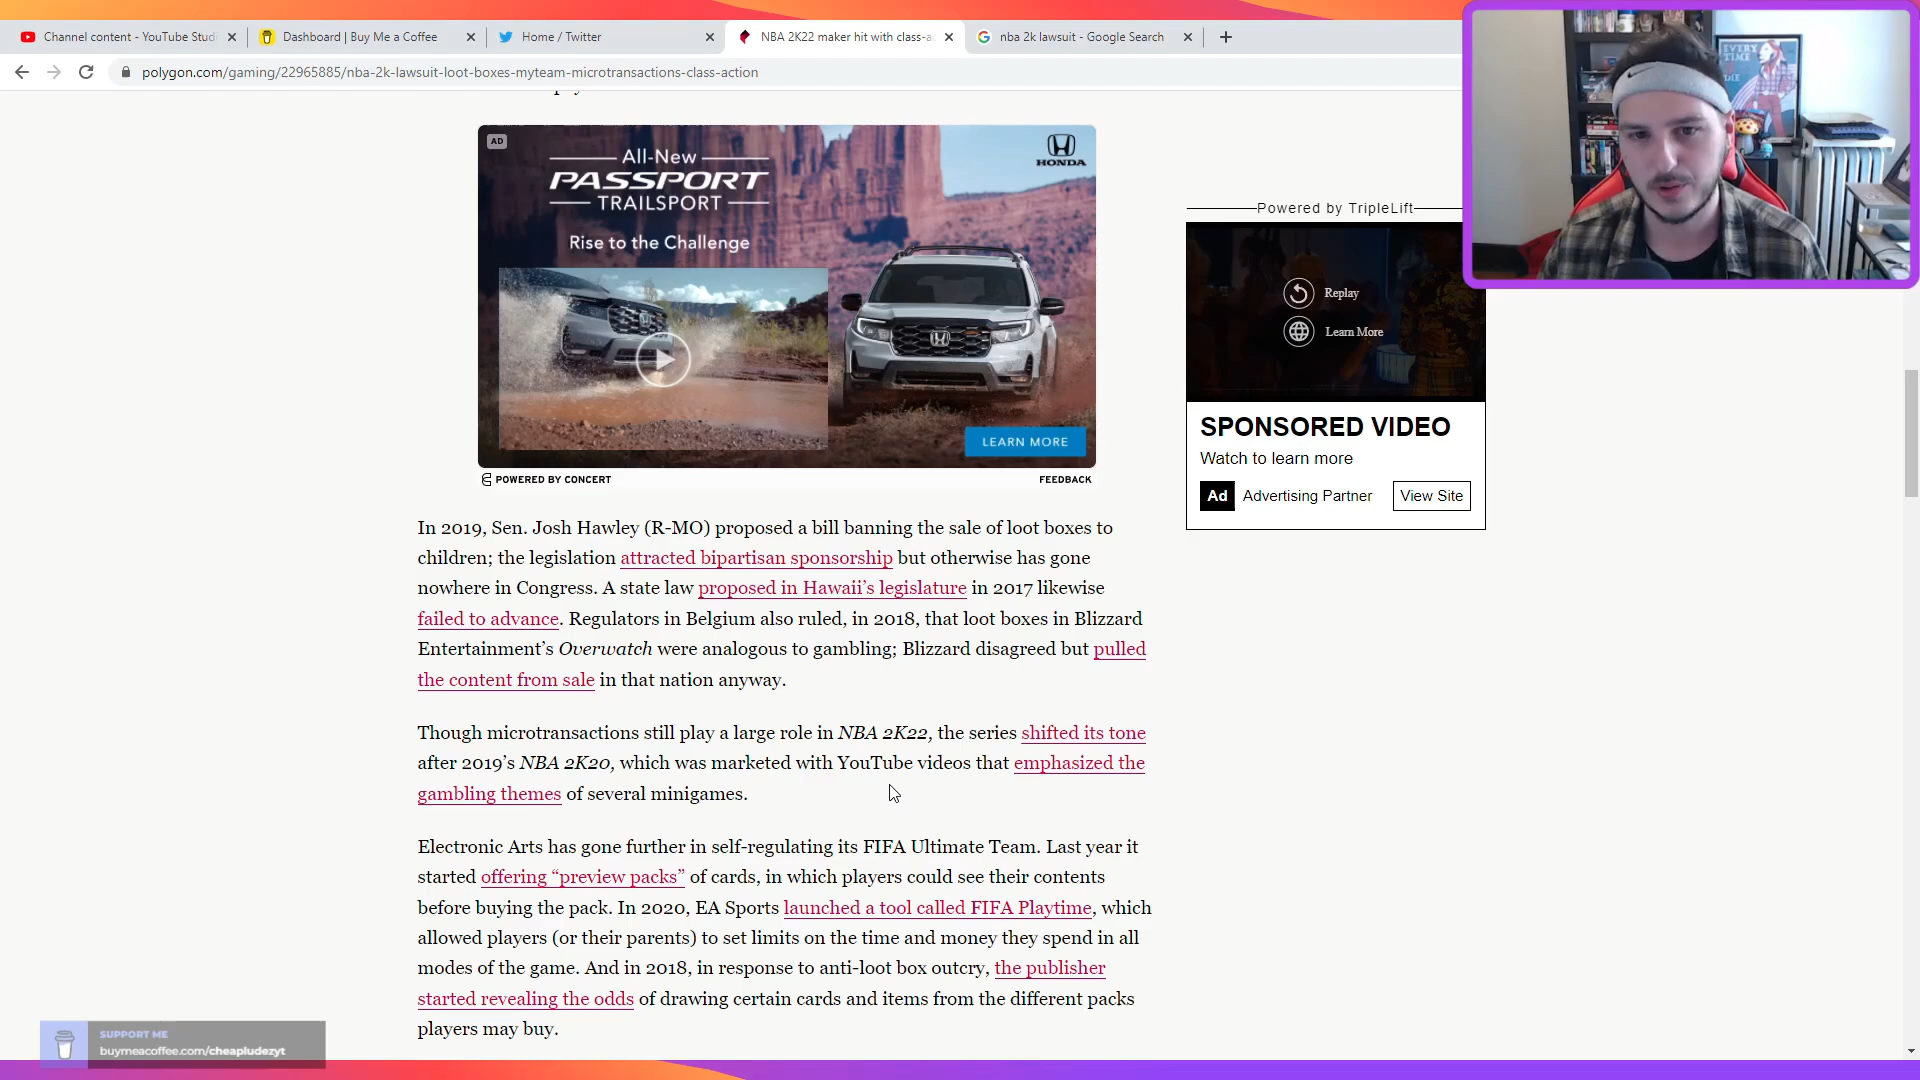 Channel content - YouTube Stud
Dashboard | Buy Me a Coffee
Home / Twitter
NBA 2K22 maker hit with class-a
nba 2k lawsuit - Google Search
polygon.com/gaming/22965885/nba-2k-lawsuit-loot-boxes-myteam-microtransactions-class-action
AD
All-New
PASSPORT
TRAILSPORT
Rise to the Challenge
HONDA
LEARN MORE
POWERED BY CONCERT
FEEDBACK
Powered by TripleLift
Replay
Learn More
SPONSORED VIDEO
Watch to learn more
Ad Advertising Partner View Site
EVERY
TIME
DIE
In 2019, Sen. Josh Hawley (R-MO) proposed a bill banning the sale of loot boxes to
children; the legislation attracted bipartisan sponsorship but otherwise has gone
nowhere in Congress. A state law proposed in Hawaii’s legislature in 2017 likewise
failed to advance. Regulators in Belgium also ruled, in 2018, that loot boxes in Blizzard
Entertainment’s Overwatch were analogous to gambling; Blizzard disagreed but pulled
the content from sale in that nation anyway.
Though microtransactions still play a large role in NBA 2K22, the series shifted its tone
after 2019’s NBA 2K20, which was marketed with YouTube videos that emphasized the
gambling themes of several minigames.
Electronic Arts has gone further in self-regulating its FIFA Ultimate Team. Last year it
started offering “preview packs” of cards, in which players could see their contents
before buying the pack. In 2020, EA Sports launched a tool called FIFA Playtime, which
allowed players (or their parents) to set limits on the time and money they spend in all
modes of the game. And in 2018, in response to anti-loot box outcry, the publisher
started revealing the odds of drawing certain cards and items from the different packs
players may buy.
SUPPORT ME
buymeacoffee.com/cheapludezyt